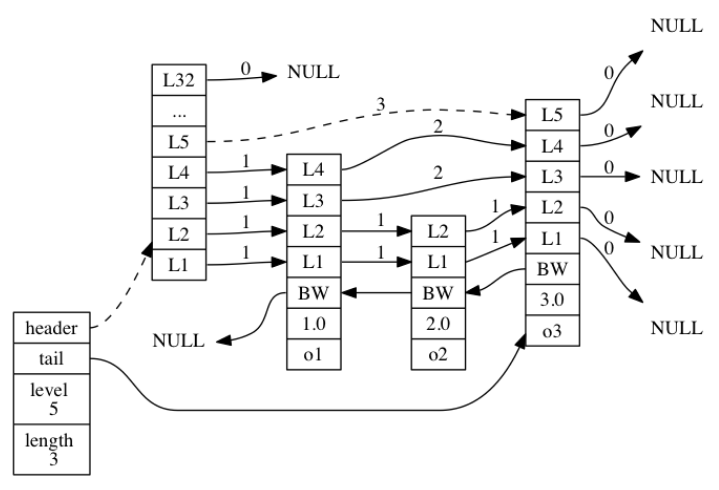 NULL
L32
0
NULL
...
L5
3
L5
0
L4
1
L4
2
L4
0
NULL
L3
1
L3
2
L3
0
NULL
L2
1
L2
1
L2
1
L2
0
NULL
L1
1
L1
1
L1
1
L1
0
NULL
BW
BW
BW
NULL
1.0
2.0
3.0
o1
o2
o3
header
tail
level
5
length
3